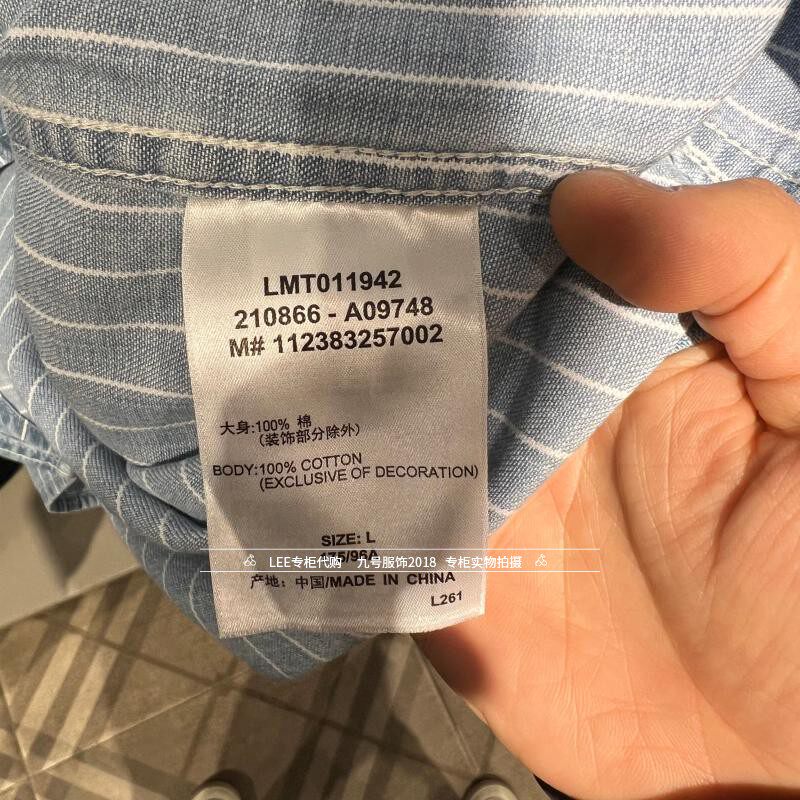 LMT011942
210866 - A09748
M# 112383257002
大身:100% 棉
(装饰部分除外)
BODY:100% COTTON
(EXCLUSIVE OF DECORATION)
SIZE: L
175/96A
LEE专柜代购 九号服饰2018 专柜实物拍摄
产地: 中国/MADE IN CHINA
L261